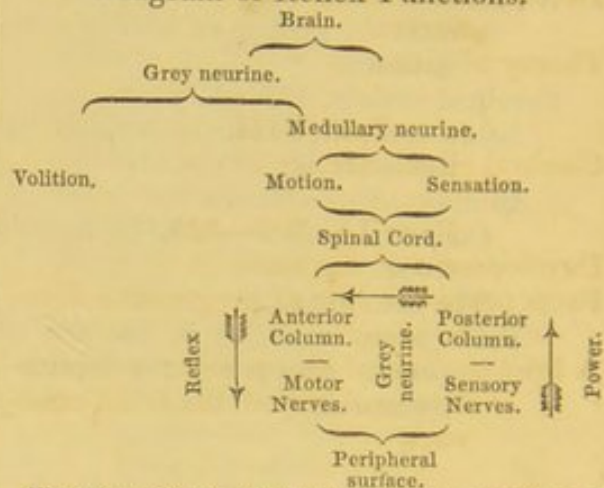 Brain.
Grey neurine.
Medullary neurine.
Volition. Motion. Sensation.
Spinal Cord.
Reflex
Anterior
Column.
—
Motor
Nerves.
Grey
neurine.
Posterior
Column.
—
Sensory
Nerves.
Power.
Peripheral
surface.